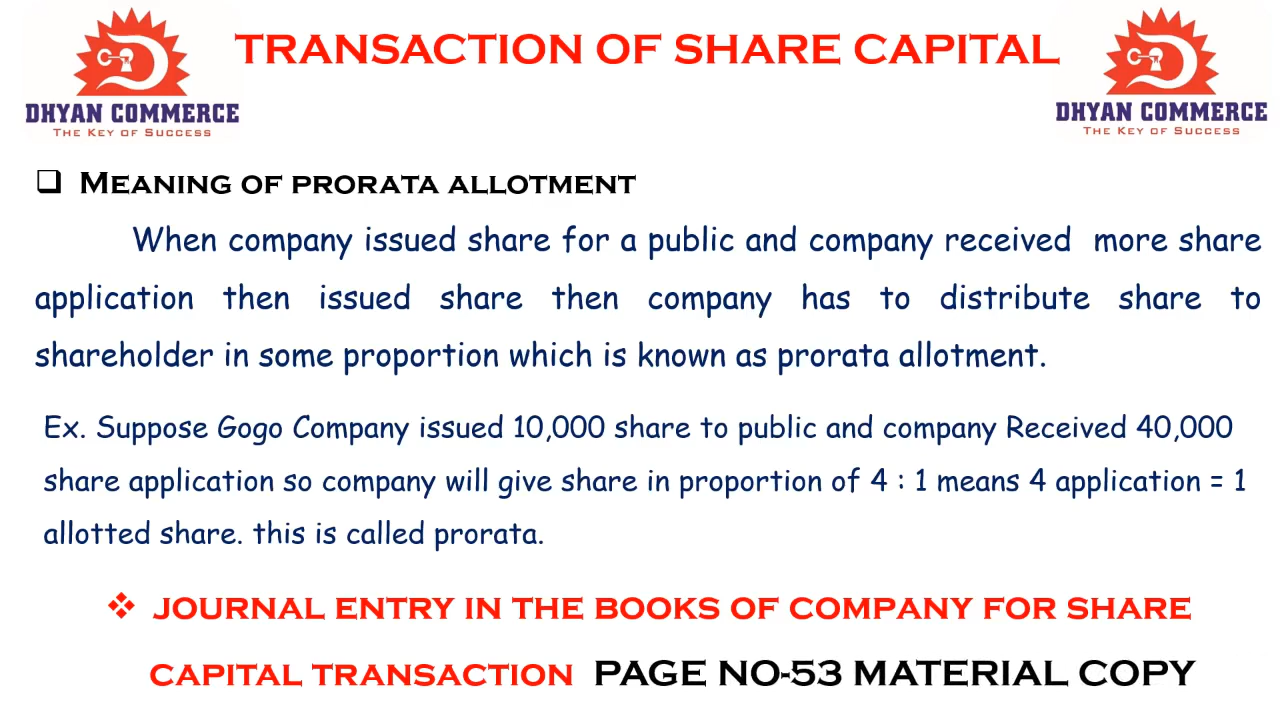 TRANSACTION OF SHARE CAPITAL
DHYAN COMMERCE
THE KEY OF SUCCESS
DHYAN COMMERCE
THE KEY OF SUCCESS
❑ MEANING OF PRORATA ALLOTMENT
When company issued share for a public and company received more share
application then issued share then company has to distribute share to
shareholder in some proportion which is known as prorata allotment.
Ex. Suppose Gogo Company issued 10,000 share to public and company Received 40,000
share application so company will give share in proportion of 4 : 1 means 4 application = 1
allotted share. this is called prorata.
❖ JOURNAL ENTRY IN THE BOOKS OF COMPANY FOR SHARE
CAPITAL TRANSACTION PAGE NO-53 MATERIAL COPY